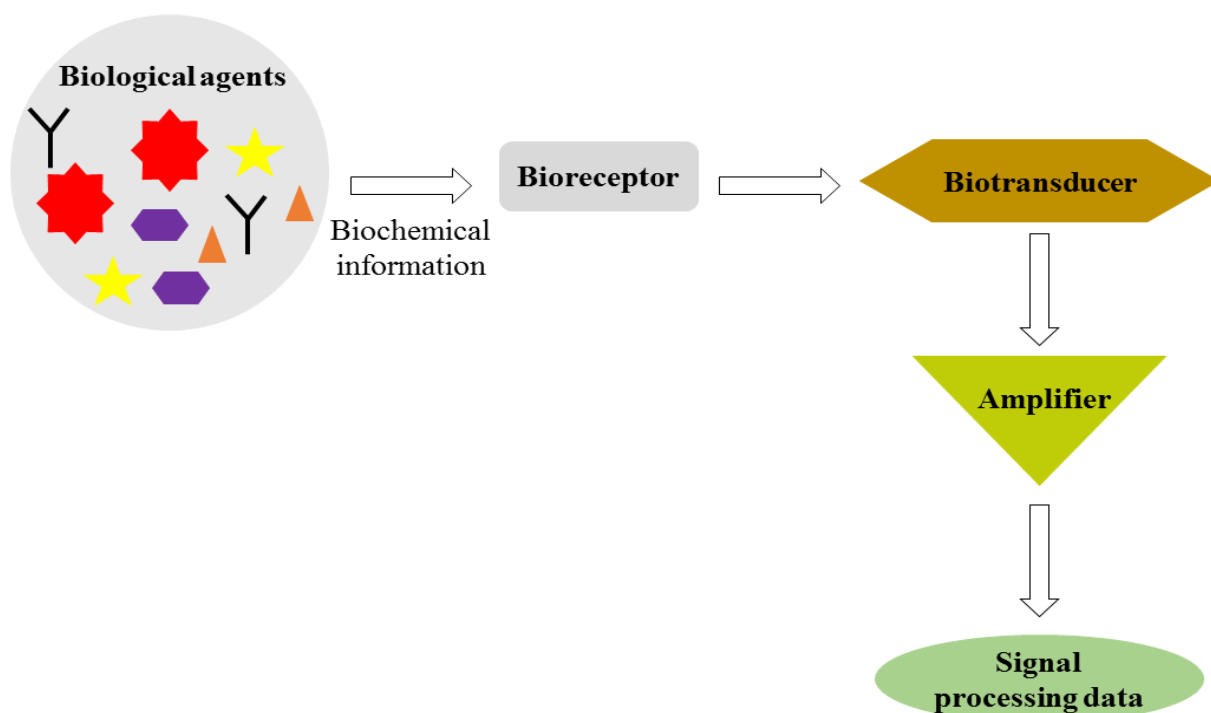 Biological agents
Biochemical
information
Bioreceptor
Biotransducer
Amplifier
Signal
processing data